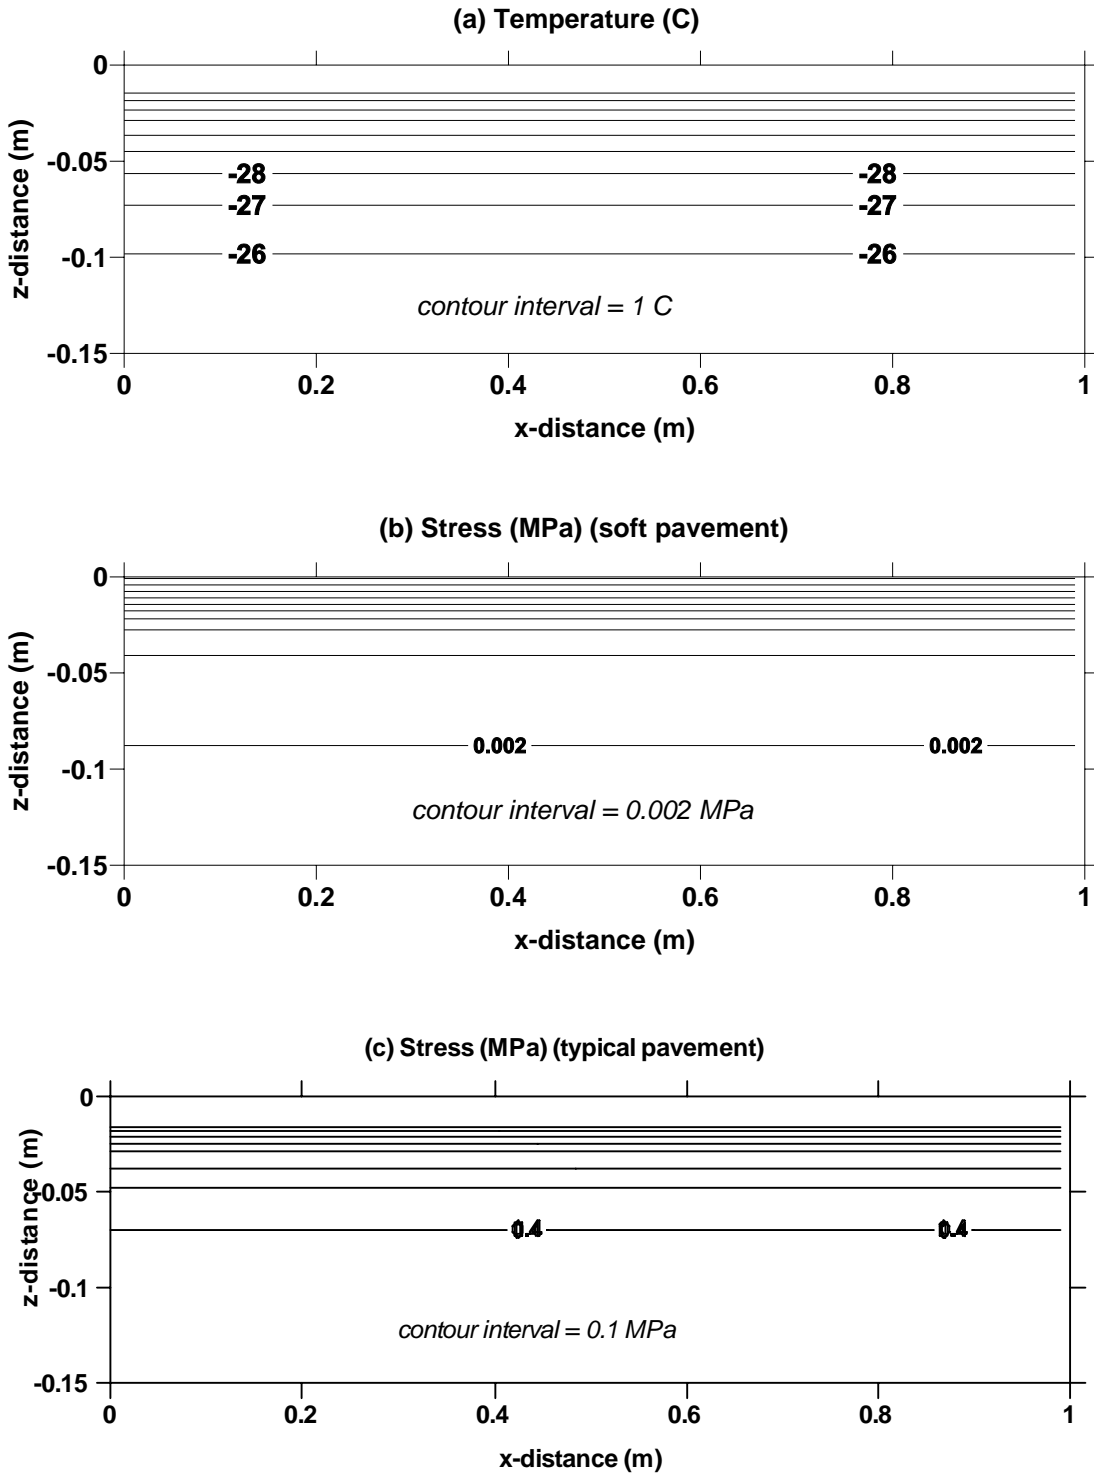 (a) Temperature (C)
0
-0.05
-0.1
-0.15
z-distance (m)
-28 -28
-27 -27
-26 -26
contour interval = 1 C
0 0.2 0.4 0.6 0.8 1
x-distance (m)
(b) Stress (MPa) (soft pavement)
0
-0.05
-0.1
-0.15
z-distance (m)
0.002 0.002
contour interval = 0.002 MPa
0 0.2 0.4 0.6 0.8 1
x-distance (m)
(c) Stress (MPa) (typical pavement)
0
-0.05
-0.1
-0.15
z-distance (m)
0.4 0.4
contour interval = 0.1 MPa
0 0.2 0.4 0.6 0.8 1
x-distance (m)